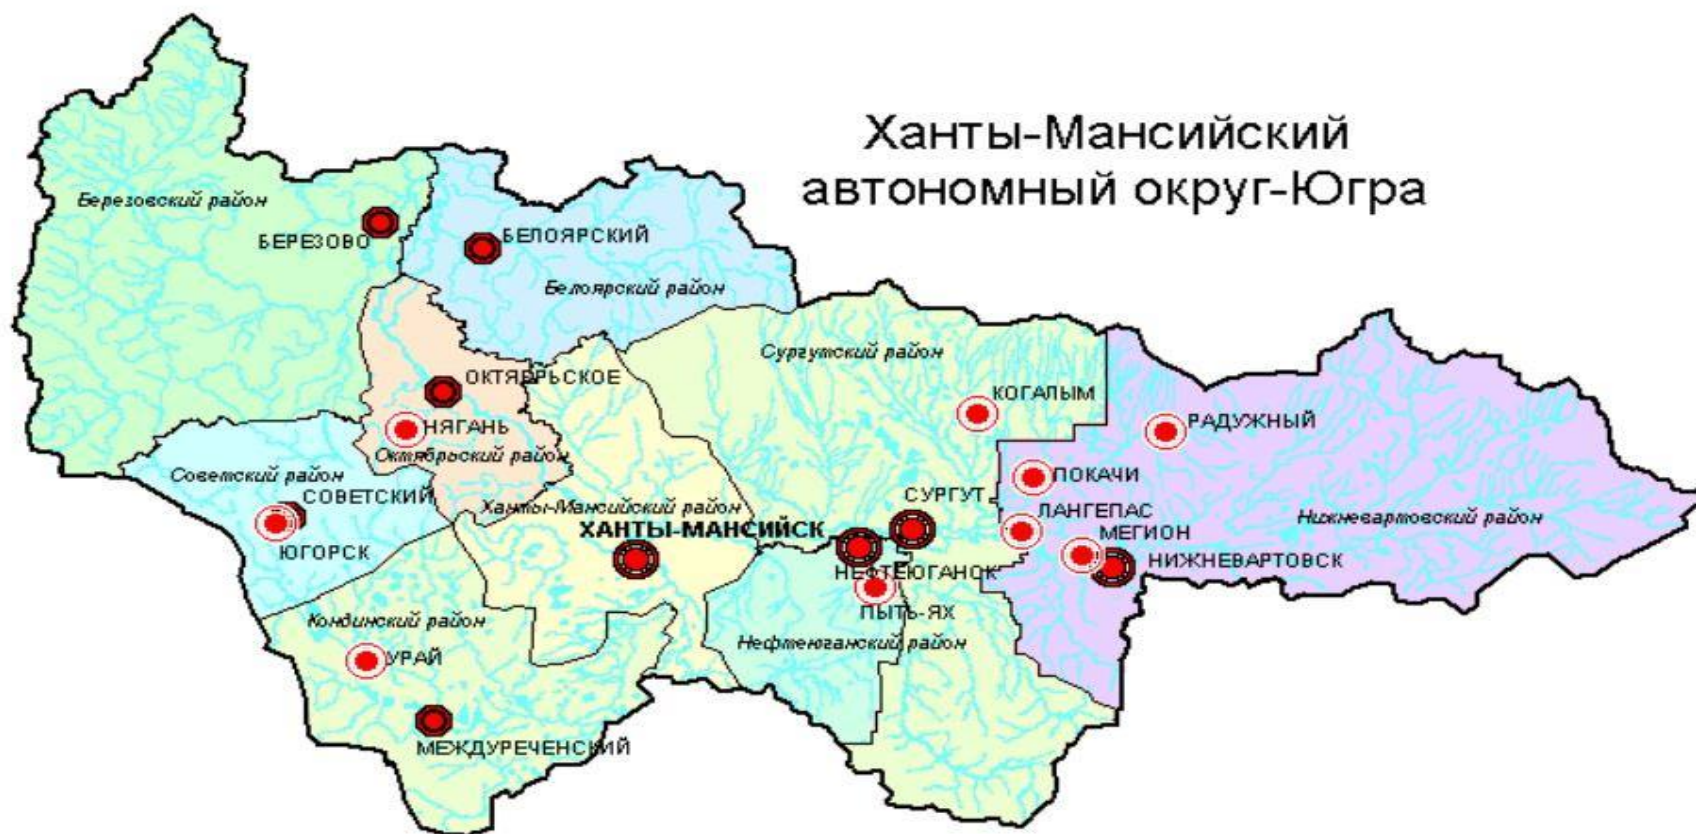 Ханты-Мансийский
автономный округ-Югра
Березовский район
БЕРЕЗОВО
БЕЛОЯРСКИЙ
Белоярский район
Сургутский район
ОКТЯБРЬСКОЕ
КОГАЛЫМ
НЯГАНЬ
РАДУЖНЫЙ
Октябрьский район
Советский район
ПОКАЧИ
СОВЕТСКИЙ
СУРГУТ
Ханты-Мансийский район
ЛАНГЕПАС
Нижневартовский район
ХАНТЫ-МАНСИЙСК
МЕГИОН
ЮГОРСК
НИЖНЕВАРТОВСК
НЕФТЕЮГАНСК
ПЫТЬ-ЯХ
Кондинский район
Нефтеюганский район
УРАЙ
МЕЖДУРЕЧЕНСКИЙ